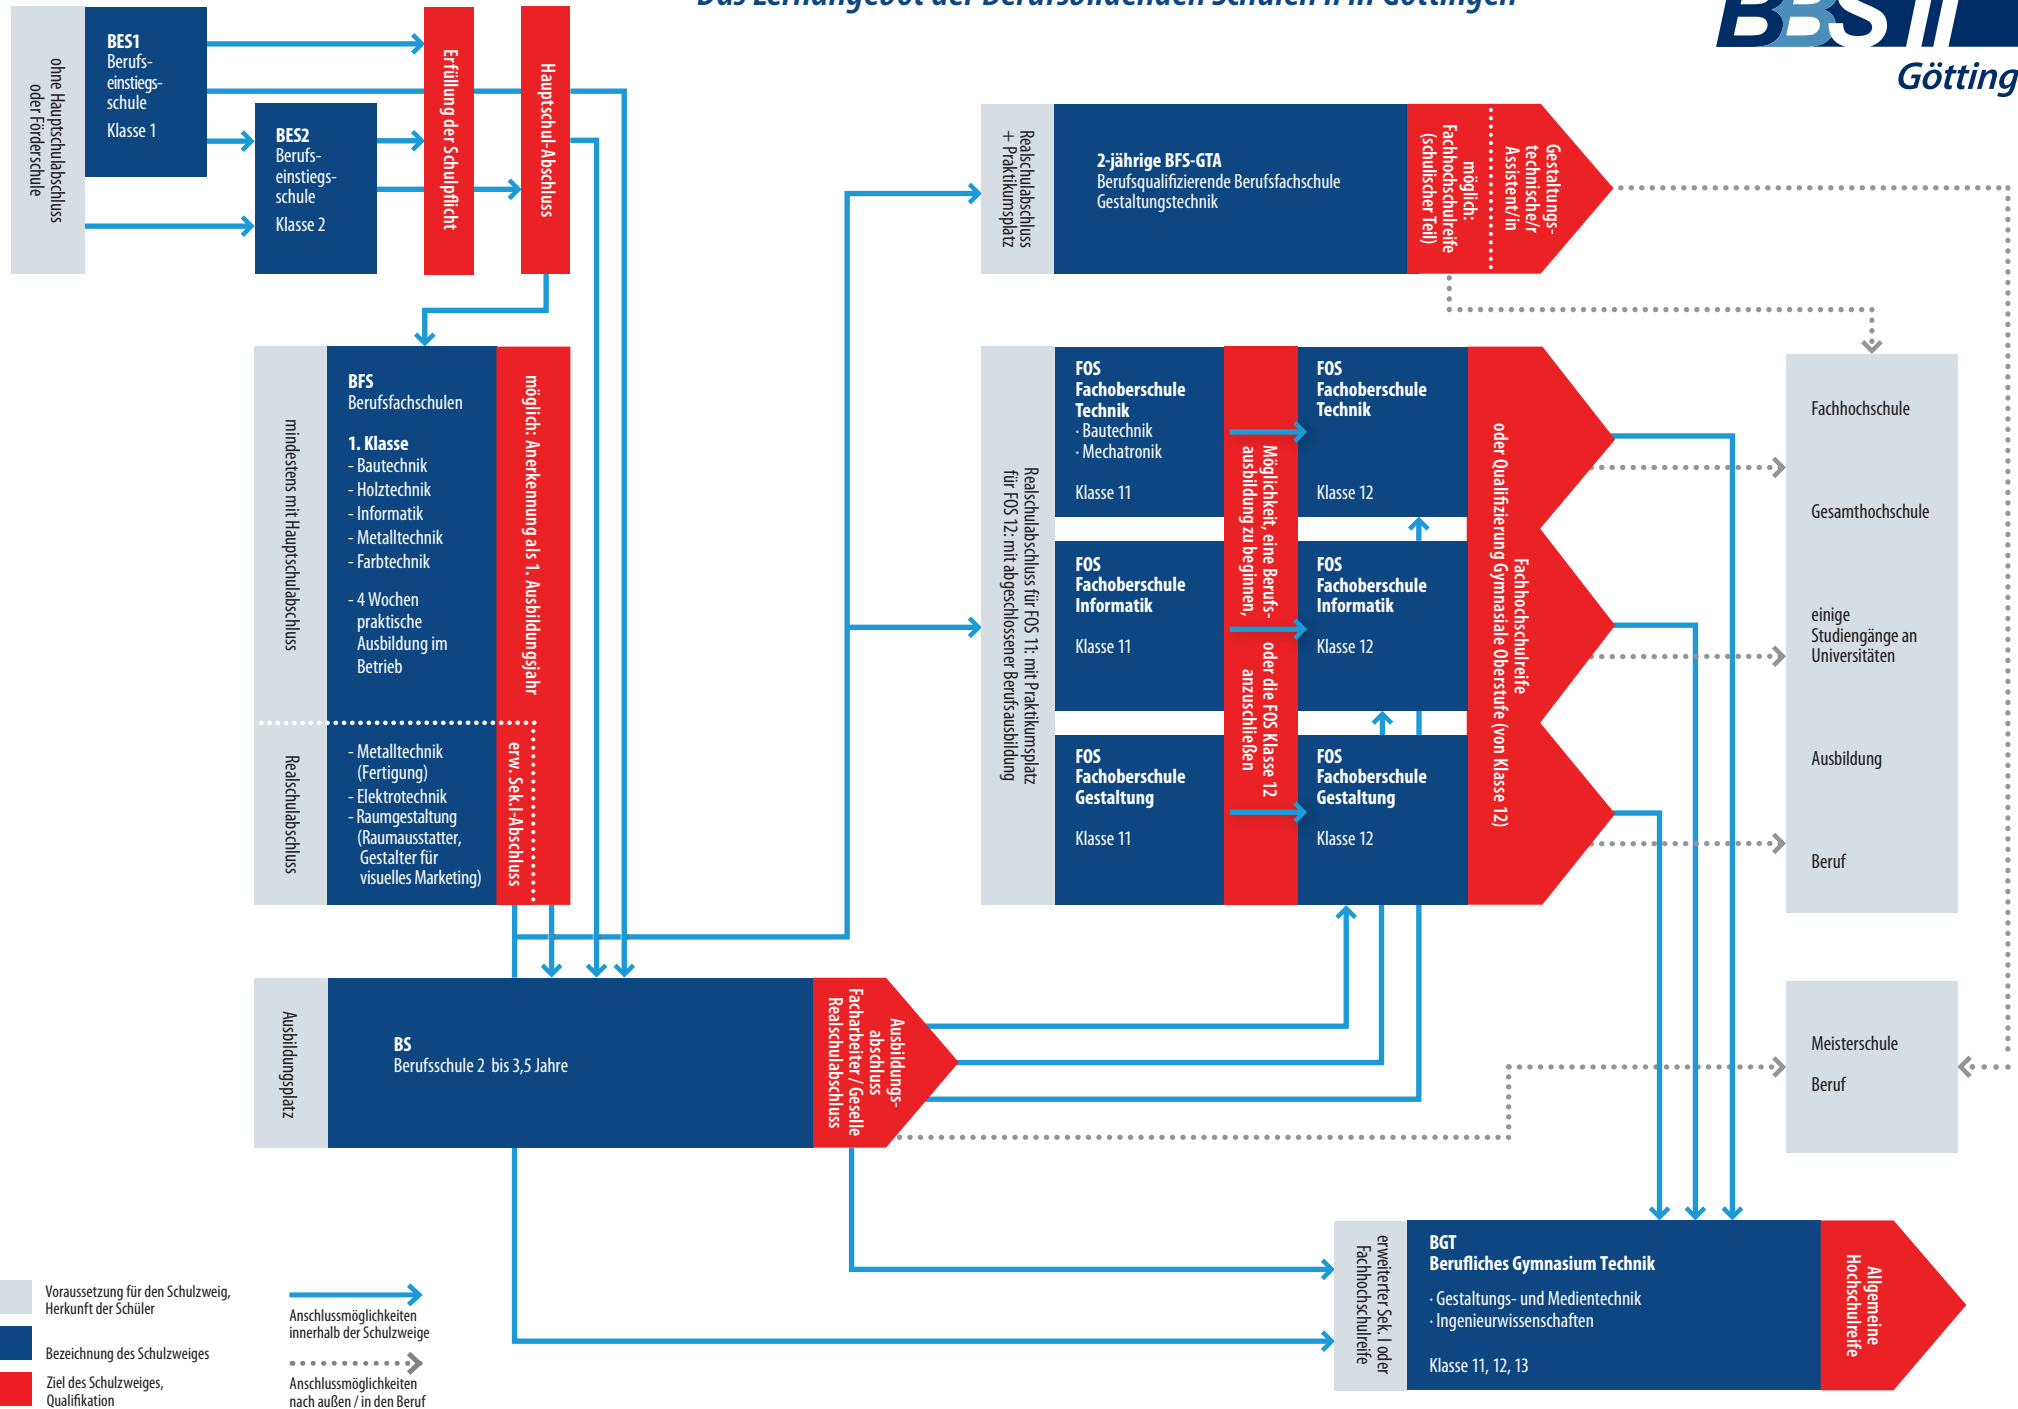 Das Lernangebot der Berufsbildenden Schulen II in Göttingen
BBS II
Götting
ohne Hauptschulabschluss
oder Förderschule
BES1
Berufs-
einstiegs-
schule
Klasse 1
BES2
Berufs-
einstiegs-
schule
Klasse 2
Erfüllung der Schulpflicht
Hauptschul-Abschluss
Realschulabschluss
+ Praktikumsplatz
2-jährige BFS-GTA
Berufsqualifizierende Berufsfachschule
Gestaltungstechnik
möglich:
Fachhochschulreife
(schulischer Teil)
Gestaltungs-
technische/r
Assistent/in
mindestens mit Hauptschulabschluss
BFS
Berufsfachschulen
1. Klasse
- Bautechnik
- Holztechnik
- Informatik
- Metalltechnik
- Farbtechnik
- 4 Wochen
praktische
Ausbildung im
Betrieb
möglich: Anerkennung als 1. Ausbildungsjahr
Realschulabschluss
- Metalltechnik
(Fertigung)
- Elektrotechnik
- Raumgestaltung
(Raumausstatter,
Gestalter für
visuelles Marketing)
erw. Sek.I-Abschluss
Realschulabschluss für FOS 11: mit Praktikumsplatz
für FOS 12: mit abgeschlossener Berufsausbildung
FOS
Fachoberschule
Technik
· Bautechnik
· Mechatronik
Klasse 11
FOS
Fachoberschule
Informatik
Klasse 11
FOS
Fachoberschule
Gestaltung
Klasse 11
Möglichkeit, eine Berufs-
ausbildung zu beginnen,
oder die FOS Klasse 12
anzuschließen
FOS
Fachoberschule
Technik
Klasse 12
FOS
Fachoberschule
Informatik
Klasse 12
FOS
Fachoberschule
Gestaltung
Klasse 12
Fachhochschulreife
oder Qualifizierung Gymnasiale Oberstufe (von Klasse 12)
Fachhochschule
Gesamthochschule
einige
Studiengänge an
Universitäten
Ausbildung
Beruf
Ausbildungsplatz
BS
Berufsschule 2 bis 3,5 Jahre
Ausbildungs-
abschluss
Facharbeiter / Geselle
Realschulabschluss
Meisterschule
Beruf
erweiterter Sek. I oder
Fachhochschulreife
BGT
Berufliches Gymnasium Technik
· Gestaltungs- und Medientechnik
· Ingenieurwissenschaften
Klasse 11, 12, 13
Allgemeine
Hochschulreife
Voraussetzung für den Schulzweig,
Herkunft der Schüler
Bezeichnung des Schulzweiges
Ziel des Schulzweiges,
Qualifikation
Anschlussmöglichkeiten
innerhalb der Schulzweige
Anschlussmöglichkeiten
nach außen / in den Beruf